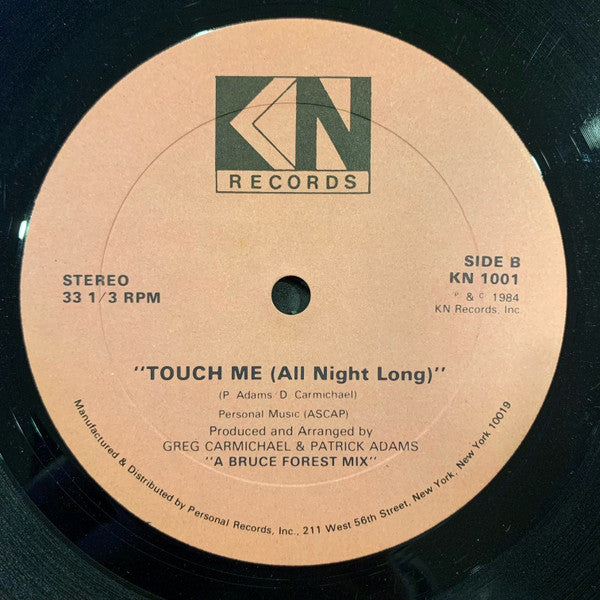 KN
RECORDS
STEREO
33 1/3 RPM
SIDE B
KN 1001
℗ & © 1984
KN Records, Inc.
"TOUCH ME (All Night Long)"
(P. Adams/D. Carmichael)
Personal Music (ASCAP)
Produced and Arranged by
GREG CARMICHAEL & PATRICK ADAMS
"A BRUCE FOREST MIX"
Manufactured & Distributed by Personal Records, Inc., 211 West 56th Street, New York, New York 10019